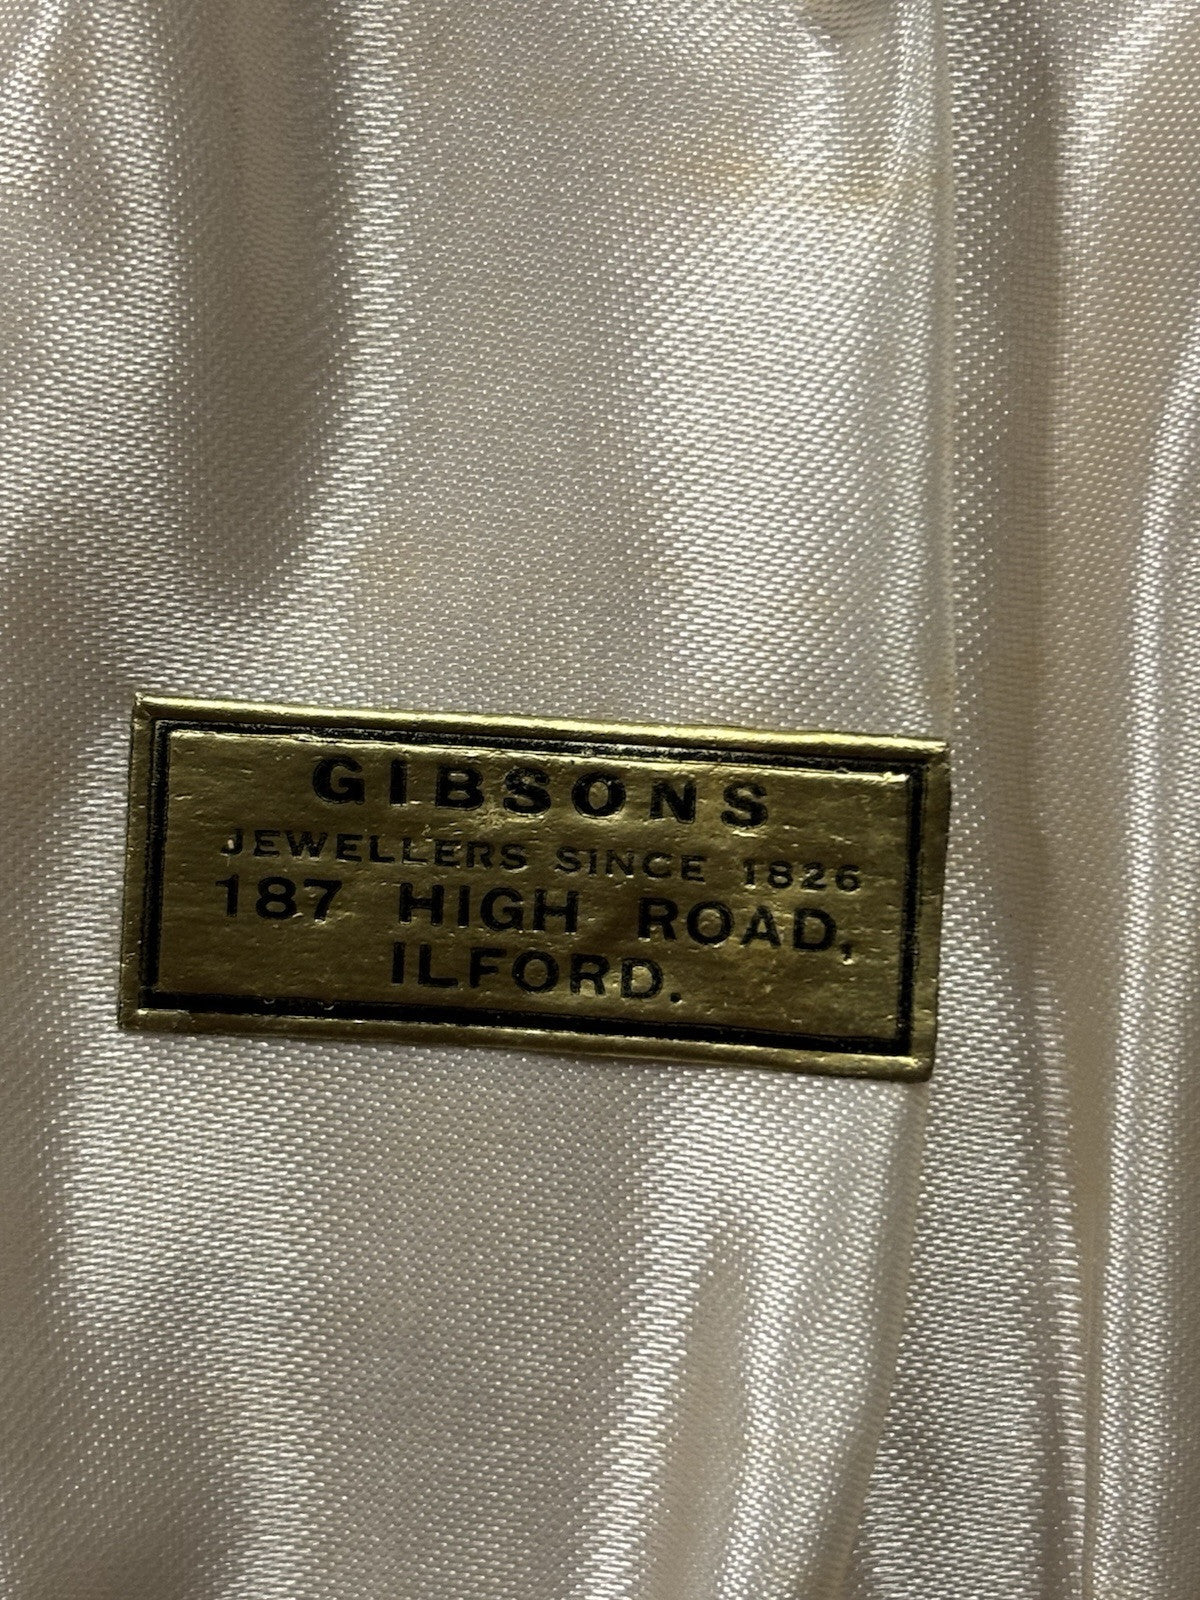 GIBSONS
JEWELLERS SINCE 1826
187 HIGH ROAD,
ILFORD.